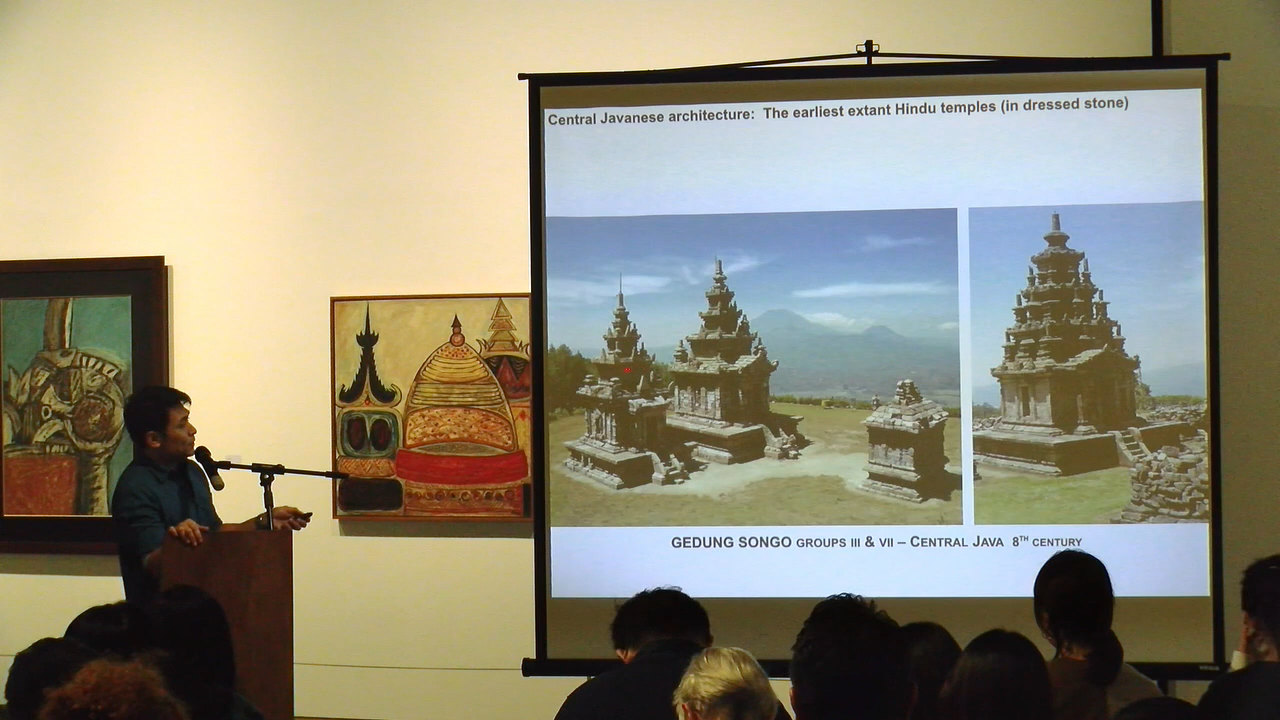 Central Javanese architecture:  The earliest extant Hindu temples (in dressed stone)
GEDUNG SONGO GROUPS III & VII – CENTRAL JAVA 8TH CENTURY